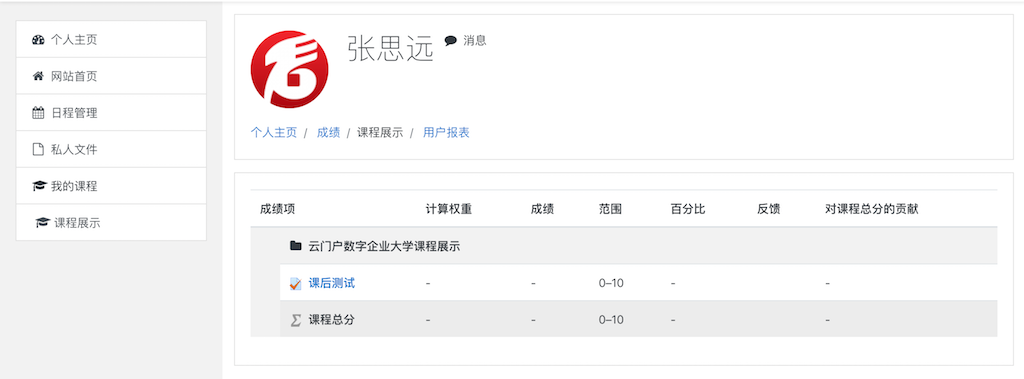 个人主页
网站首页
日程管理
私人文件
我的课程
课程展示
张思远 消息
个人主页 / 成绩 / 课程展示 / 用户报表
成绩项 计算权重 成绩 范围 百分比 反馈 对课程总分的贡献
云门户数字企业大学课程展示
课后测试 - - 0–10 - -
课程总分 - - 0–10 - -